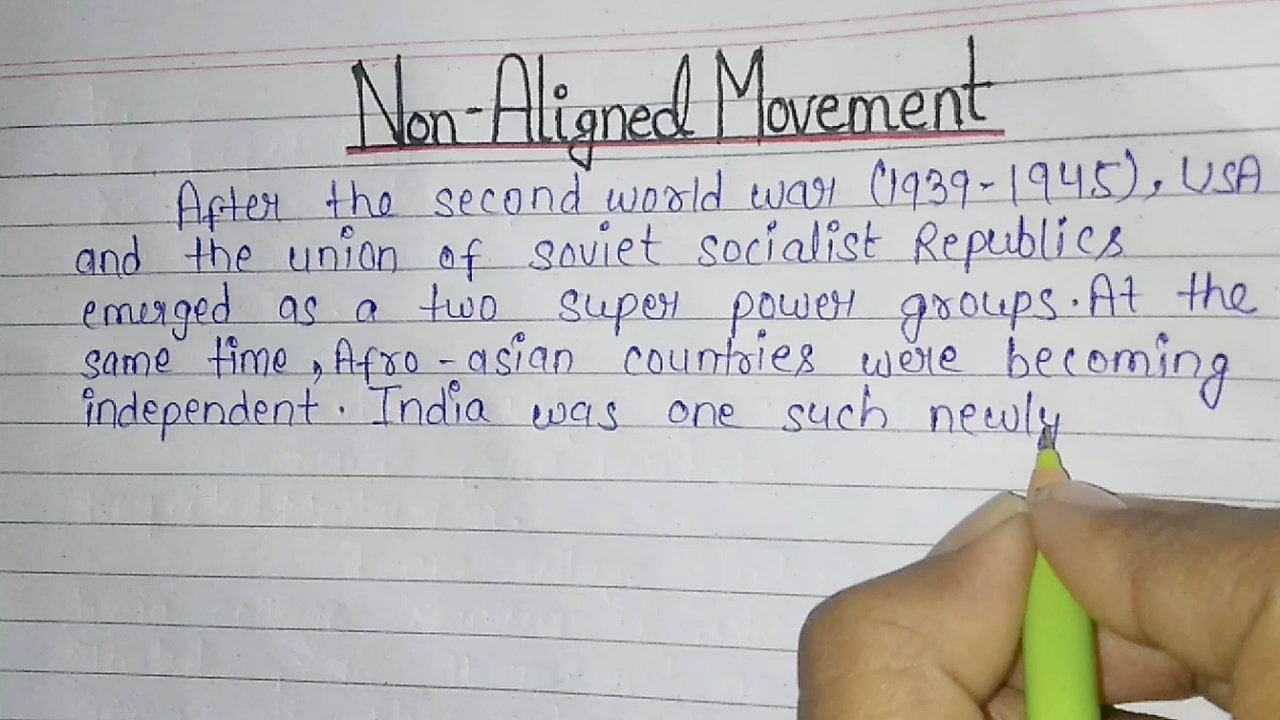 Non-Aligned Movement
After the second world war (1939-1945), USA
and the union of soviet socialist Republics
emerged as a two super power groups. At the
same time, Afro-asian countries were becoming
independent. India was one such newly